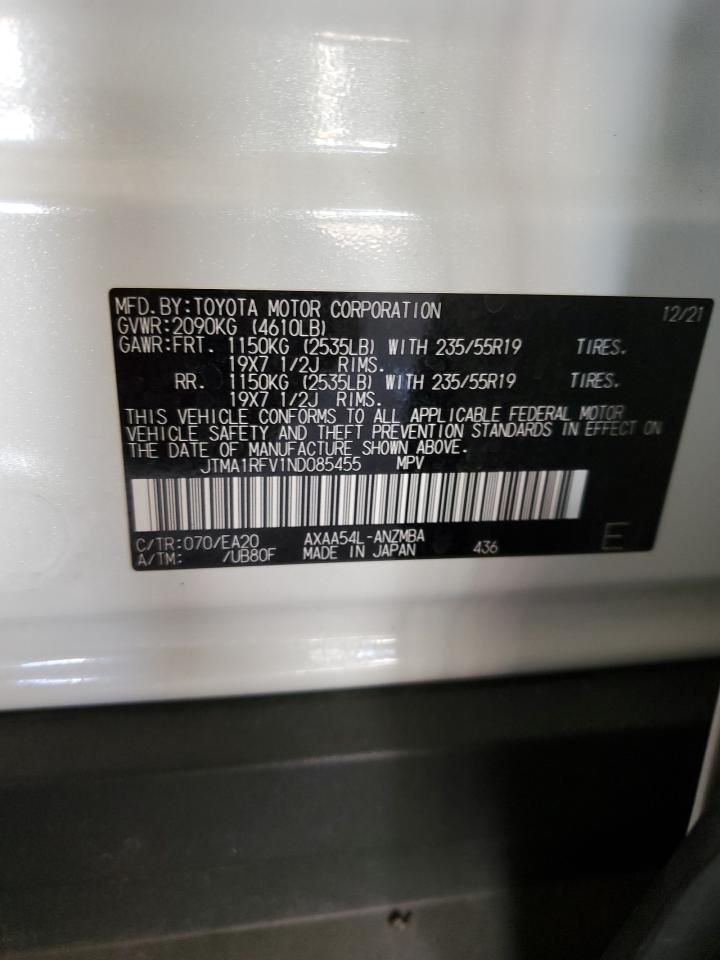 MFD.BY:TOYOTA MOTOR CORPORATION 12/21
GVWR:2090KG (4610LB)
GAWR:FRT. 1150KG (2535LB) WITH 235/55R19 TIRES.
19X7 1/2J RIMS.
RR. 1150KG (2535LB) WITH 235/55R19 TIRES.
19X7 1/2J RIMS.
THIS VEHICLE CONFORMS TO ALL APPLICABLE FEDERAL MOTOR
VEHICLE SAFETY AND THEFT PREVENTION STANDARDS IN EFFECT ON
THE DATE OF MANUFACTURE SHOWN ABOVE.
JTMA1RFV1ND085455 MPV
C/TR:070/EA20 AXAA54L-ANZMBA
A/TM: /UB80F MADE IN JAPAN 436 E